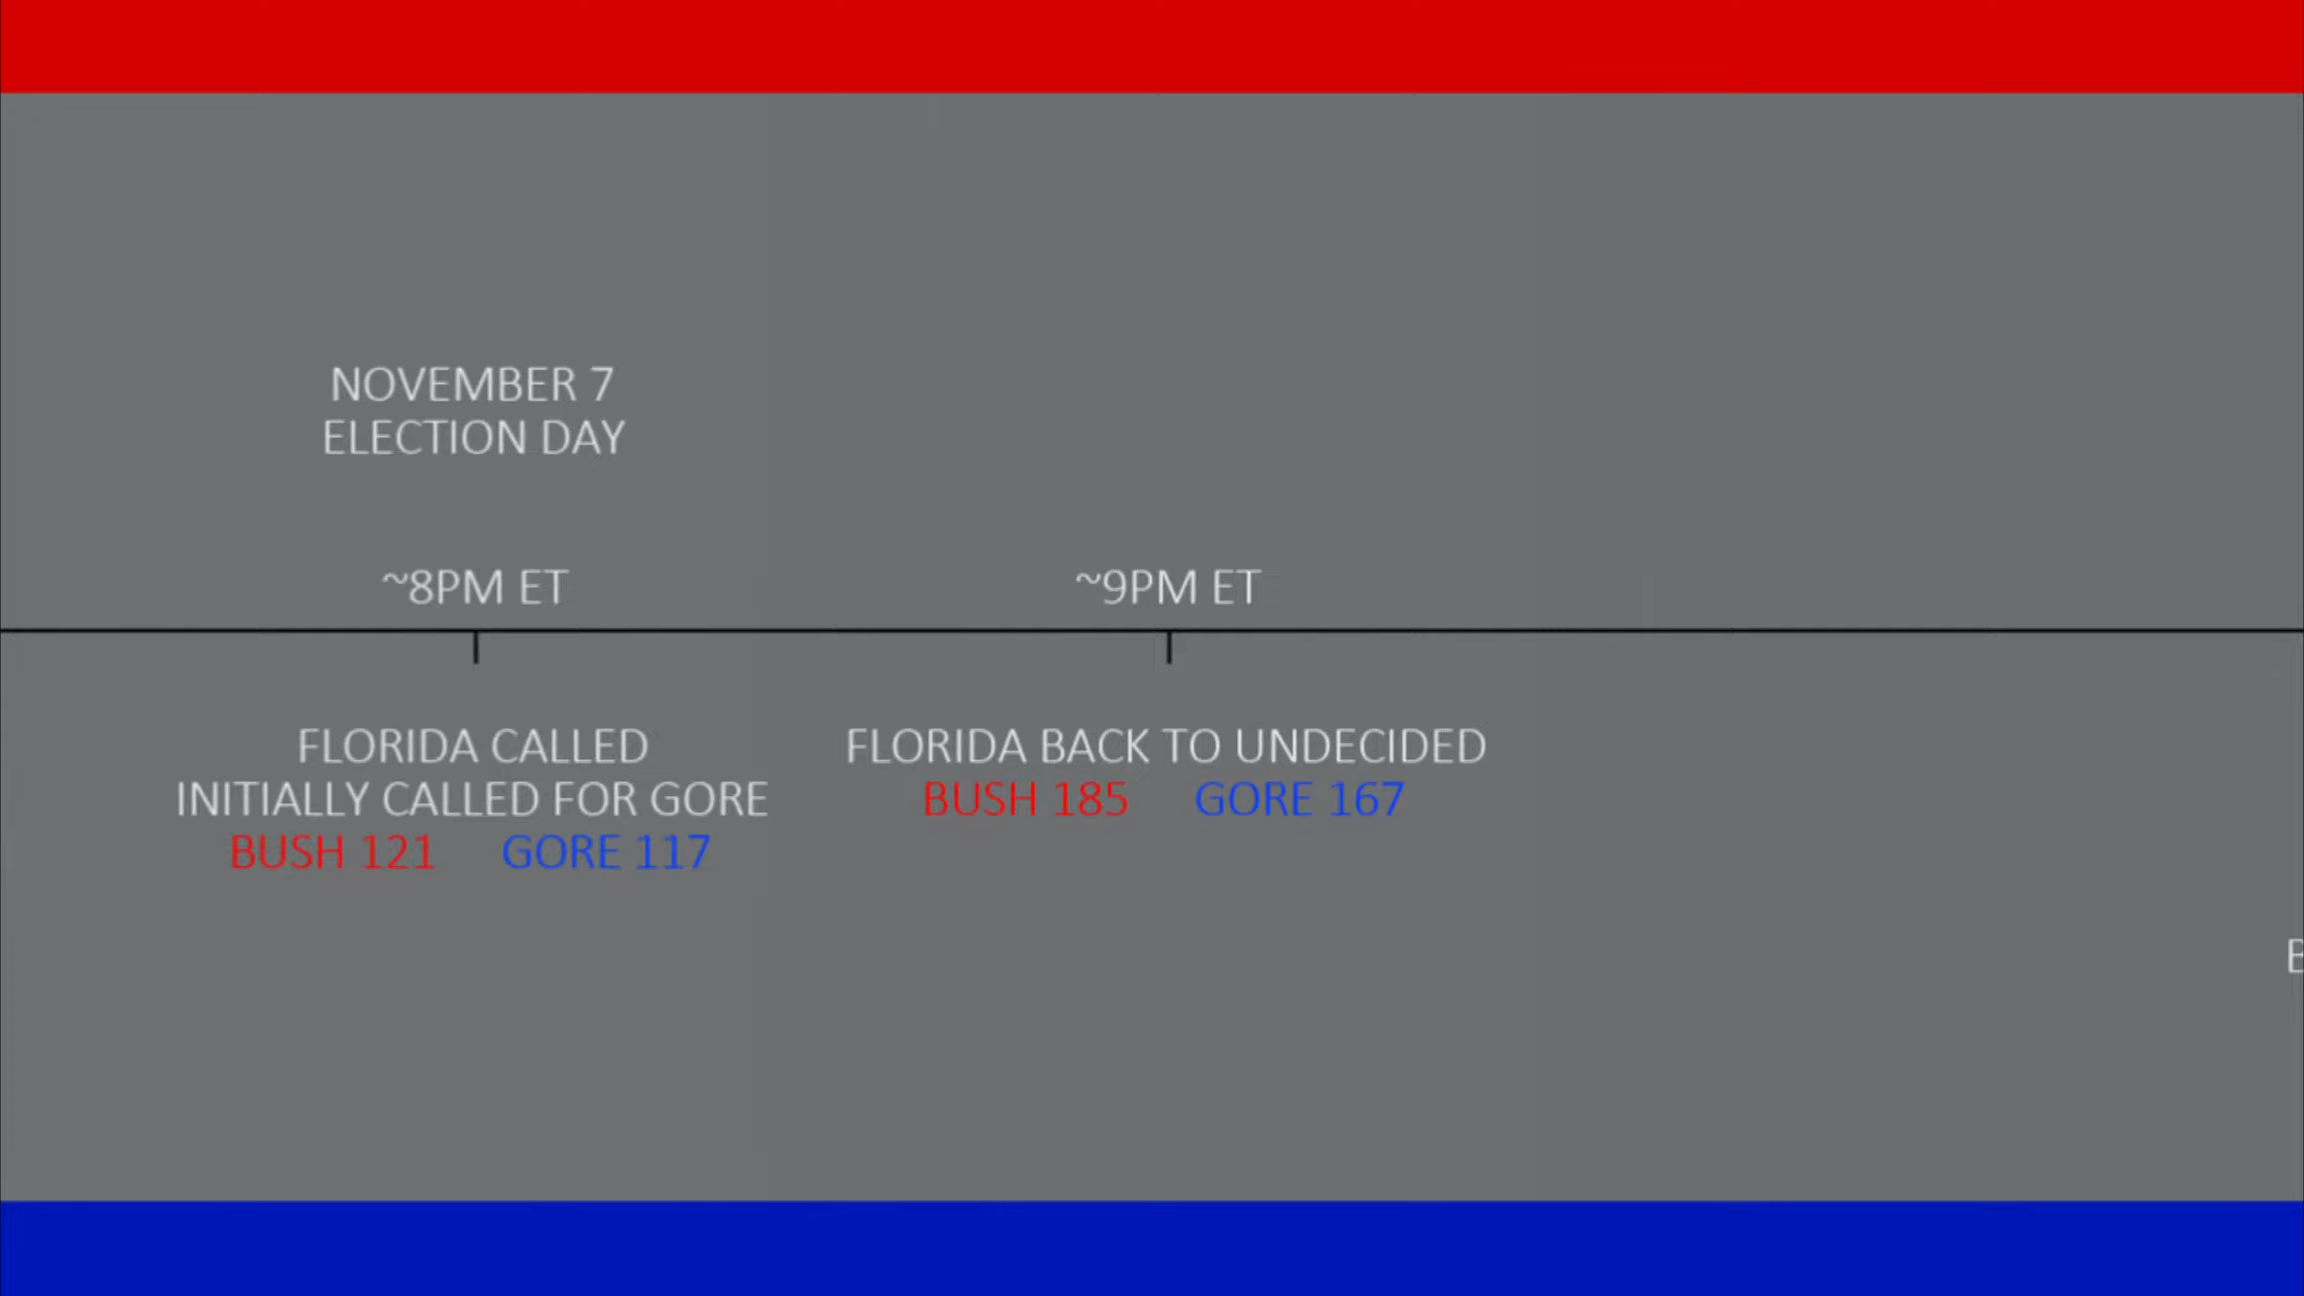 NOVEMBER 7
ELECTION DAY
~8PM ET
~9PM ET
FLORIDA CALLED
INITIALLY CALLED FOR GORE
BUSH 121 GORE 117
FLORIDA BACK TO UNDECIDED
BUSH 185 GORE 167